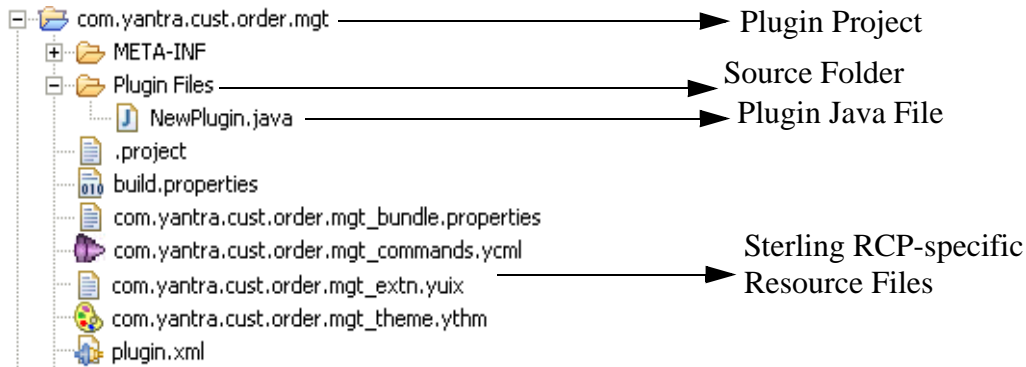 com.yantra.cust.order.mgt Plugin Project
META-INF
Plugin Files Source Folder
NewPlugin.java Plugin Java File
.project
build.properties
com.yantra.cust.order.mgt_bundle.properties
com.yantra.cust.order.mgt_commands.ycml Sterling RCP-specific
com.yantra.cust.order.mgt_extn.yuix Resource Files
com.yantra.cust.order.mgt_theme.ythm
plugin.xml